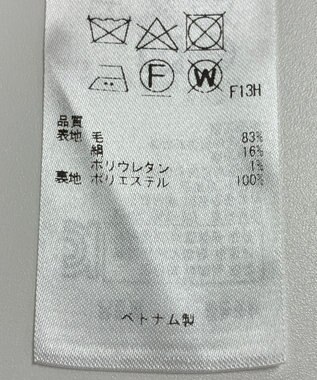 F W F13H
品質
表地 毛 83%
絹 16%
ポリウレタン 1%
裏地 ポリエステル 100%
ベトナム製